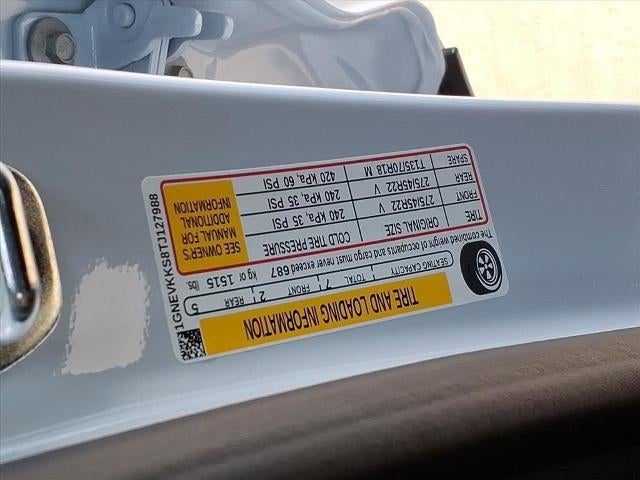 TIRE AND LOADING INFORMATION
SEATING CAPACITY TOTAL 7 FRONT 2 REAR 5
The combined weight of occupants and cargo must never exceed 687 kg or 1515 lbs.
TIRE ORIGINAL SIZE COLD TIRE PRESSURE
FRONT 275/45R22 V 240 kPa, 35 PSI
REAR 275/45R22 V 240 kPa, 35 PSI
SPARE T135/70R18 M 420 kPa, 60 PSI
SEE OWNER'S
MANUAL FOR
ADDITIONAL
INFORMATION
1GNEVKKS8TJ127988